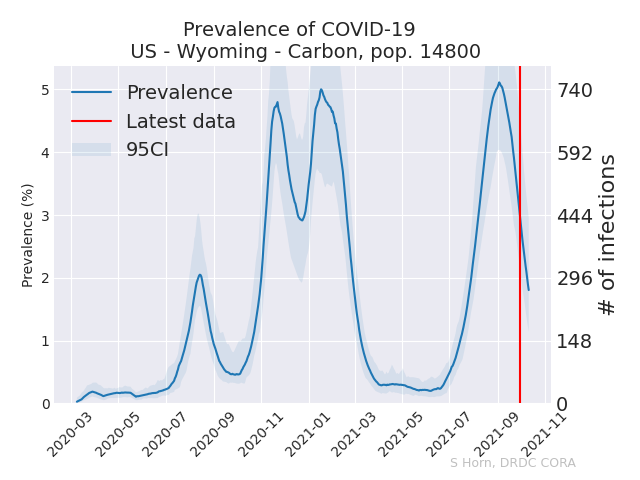 Prevalence of COVID-19
US - Wyoming - Carbon, pop. 14800
Prevalence
Latest data
95CI
Prevalence (%)
5
4
3
2
1
0
740
592
444
296
148
0
# of infections
2020-03
2020-05
2020-07
2020-09
2020-11
2021-01
2021-03
2021-05
2021-07
2021-09
2021-11
S Horn, DRDC CORA